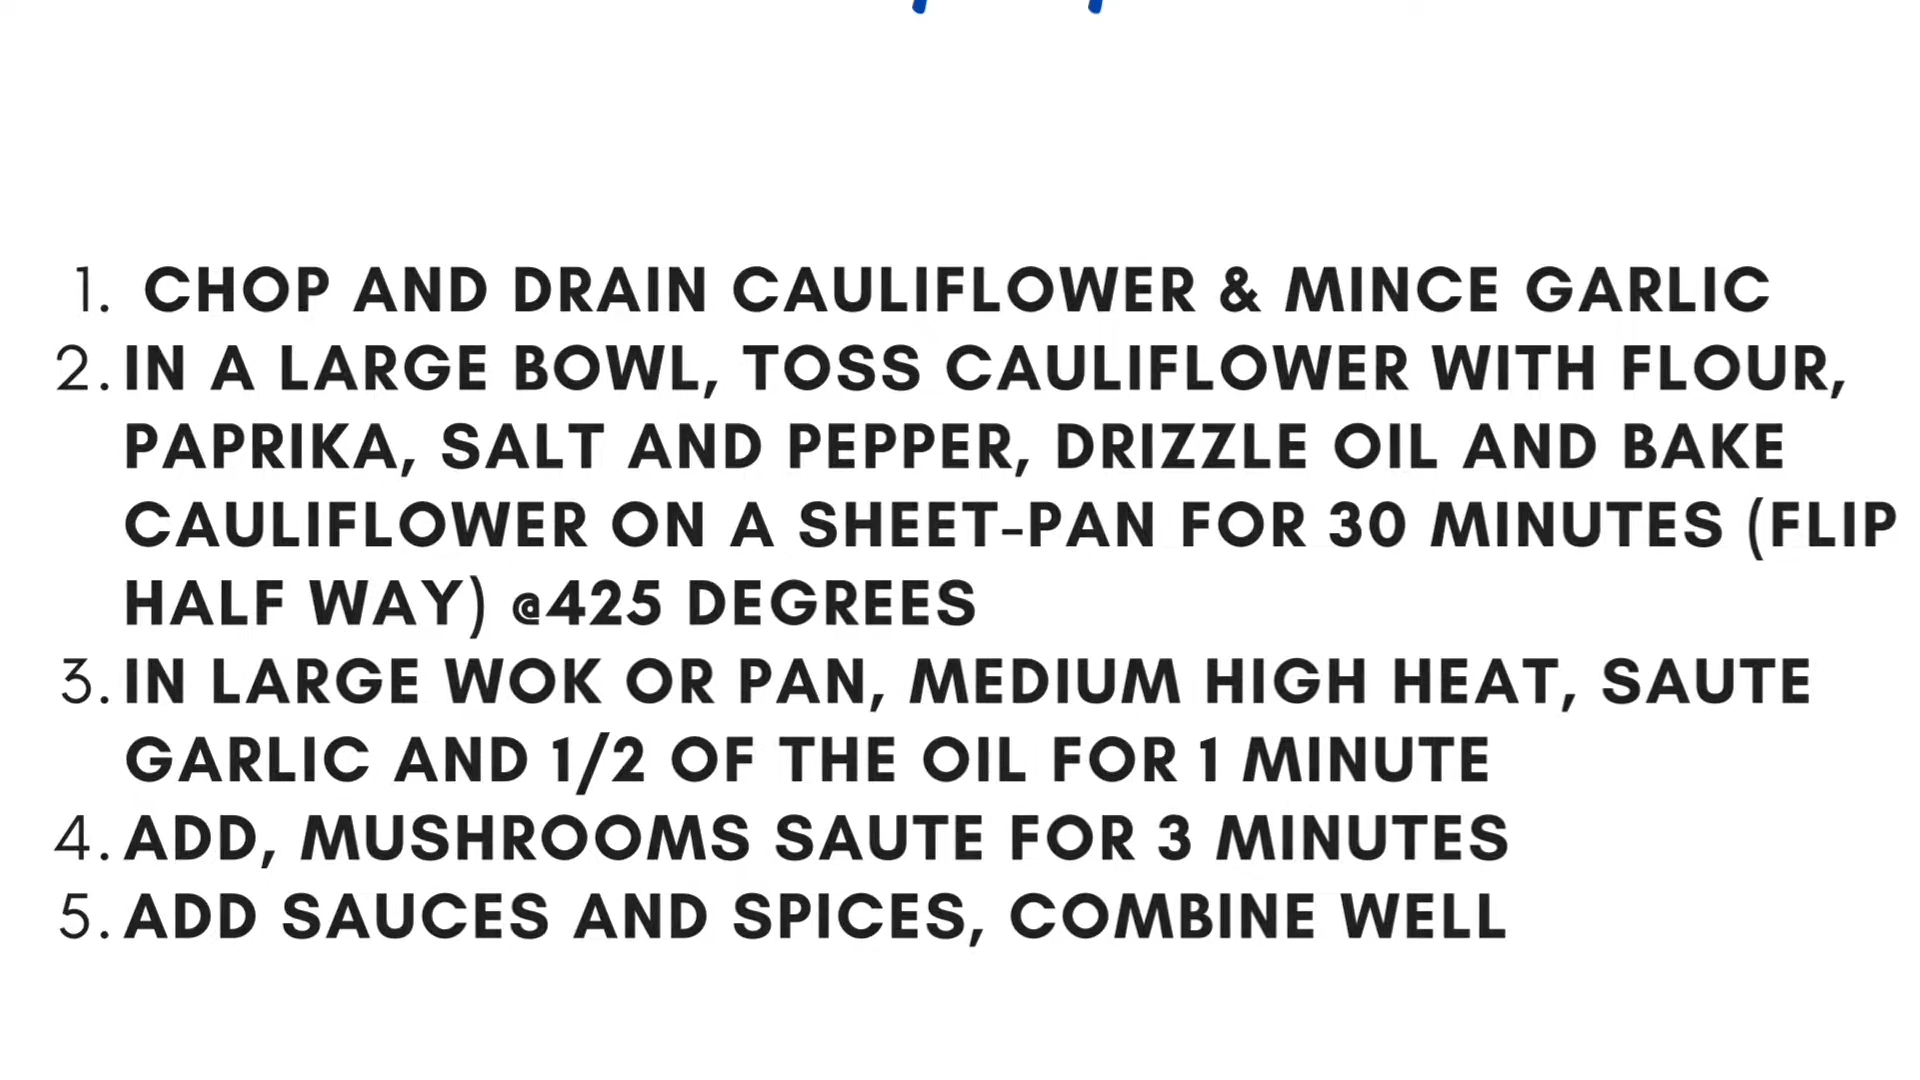 1. CHOP AND DRAIN CAULIFLOWER & MINCE GARLIC
2. IN A LARGE BOWL, TOSS CAULIFLOWER WITH FLOUR,
PAPRIKA, SALT AND PEPPER, DRIZZLE OIL AND BAKE
CAULIFLOWER ON A SHEET-PAN FOR 30 MINUTES (FLIP
HALF WAY) @425 DEGREES
3. IN LARGE WOK OR PAN, MEDIUM HIGH HEAT, SAUTE
GARLIC AND 1/2 OF THE OIL FOR 1 MINUTE
4. ADD, MUSHROOMS SAUTE FOR 3 MINUTES
5. ADD SAUCES AND SPICES, COMBINE WELL